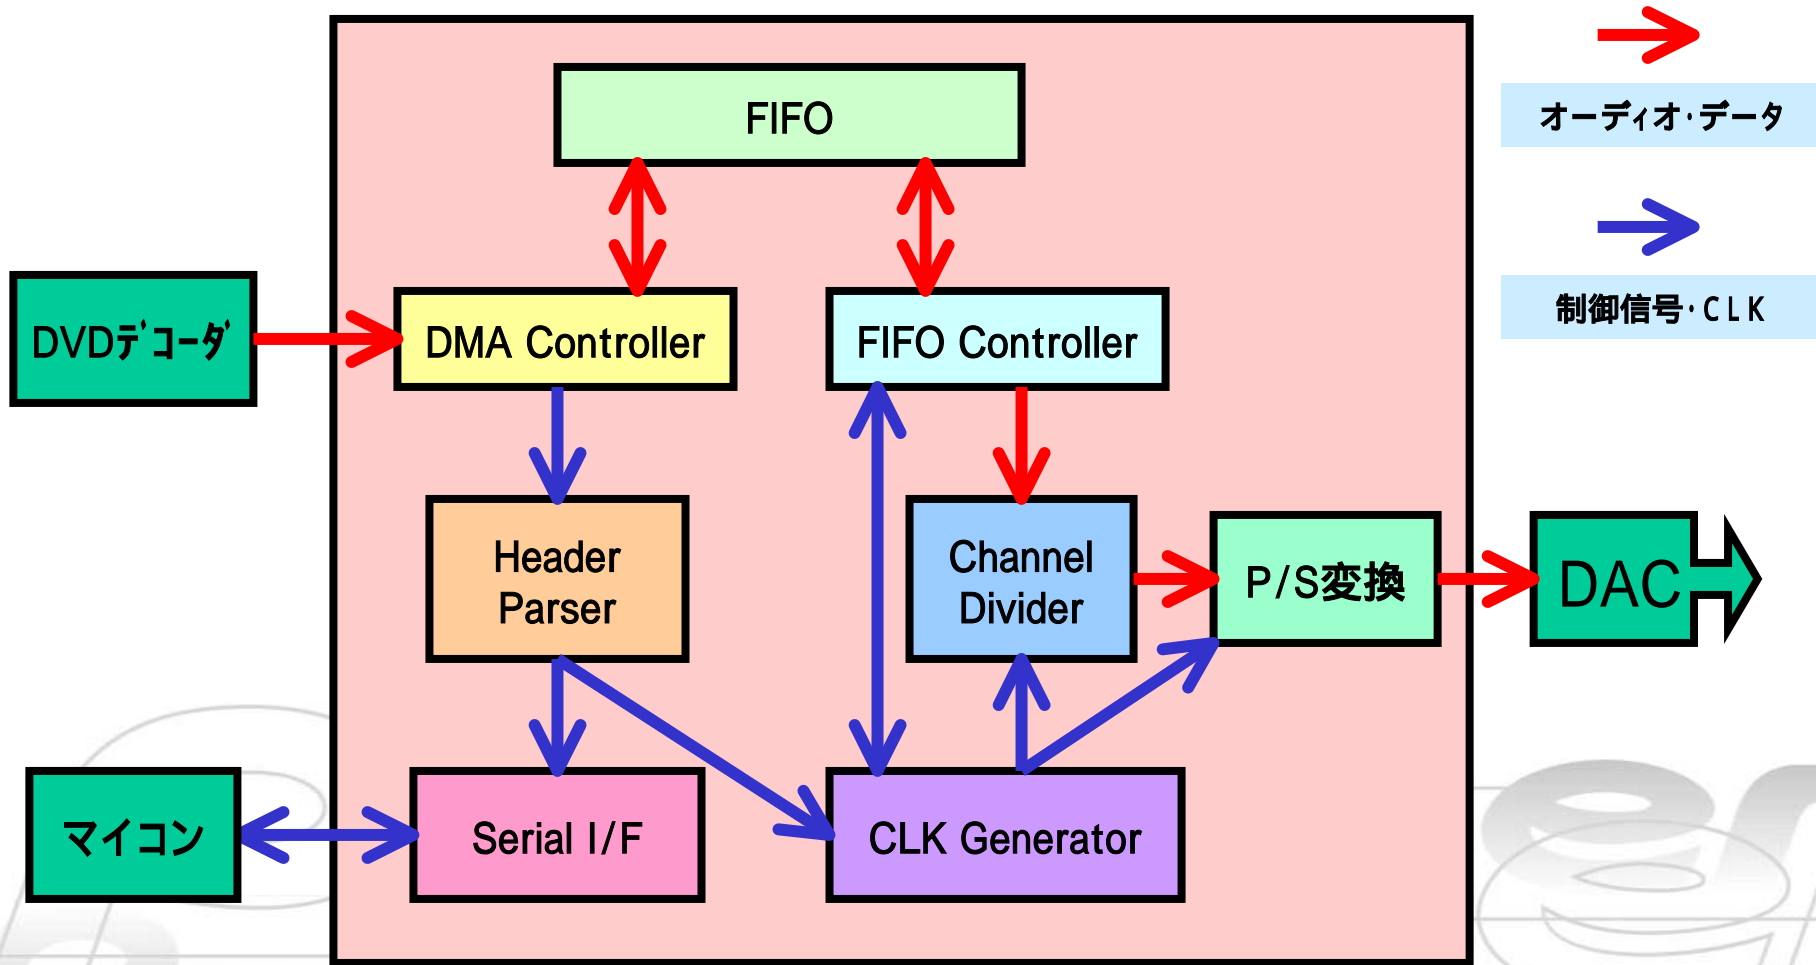 FIFO
オーディオ・データ
制御信号・CLK
DVDﾃﾞｺｰﾀﾞ
DMA Controller
FIFO Controller
Header
Parser
Channel
Divider
P/S変換
DAC
マイコン
Serial I/F
CLK Generator